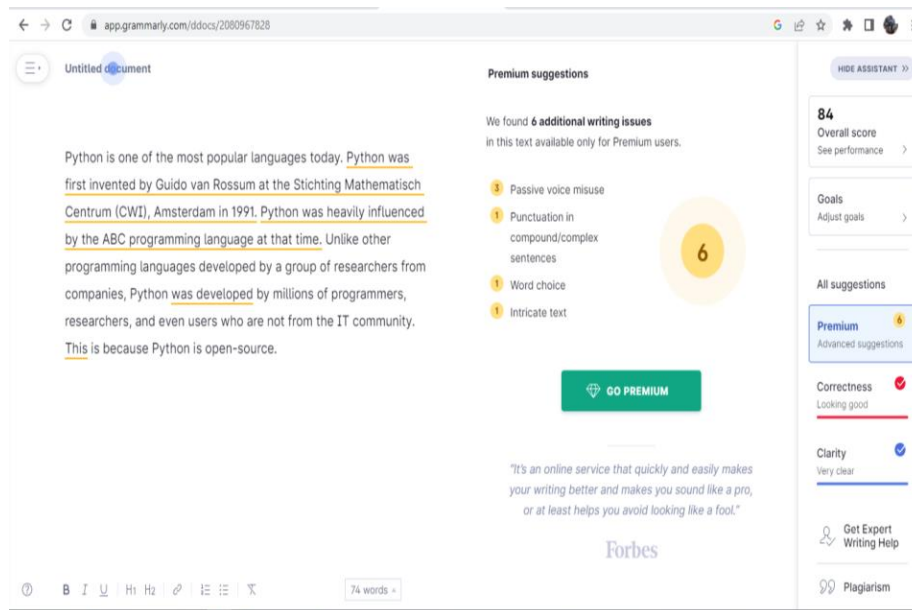 app.grammarly.com/ddocs/2080967828
Untitled document
Python is one of the most popular languages today. Python was
first invented by Guido van Rossum at the Stichting Mathematisch
Centrum (CWI), Amsterdam in 1991. Python was heavily influenced
by the ABC programming language at that time. Unlike other
programming languages developed by a group of researchers from
companies, Python was developed by millions of programmers,
researchers, and even users who are not from the IT community.
This is because Python is open-source.
B I U H1 H2
74 words
Premium suggestions
We found 6 additional writing issues
in this text available only for Premium users.
3 Passive voice misuse
1 Punctuation in
compound/complex
sentences
1 Word choice
1 Intricate text
6
GO PREMIUM
"It's an online service that quickly and easily makes
your writing better and makes you sound like a pro,
or at least helps you avoid looking like a fool."
Forbes
HIDE ASSISTANT
84
Overall score
See performance
Goals
Adjust goals
All suggestions
Premium 6
Advanced suggestions
Correctness
Looking good
Clarity
Very clear
Get Expert
Writing Help
Plagiarism